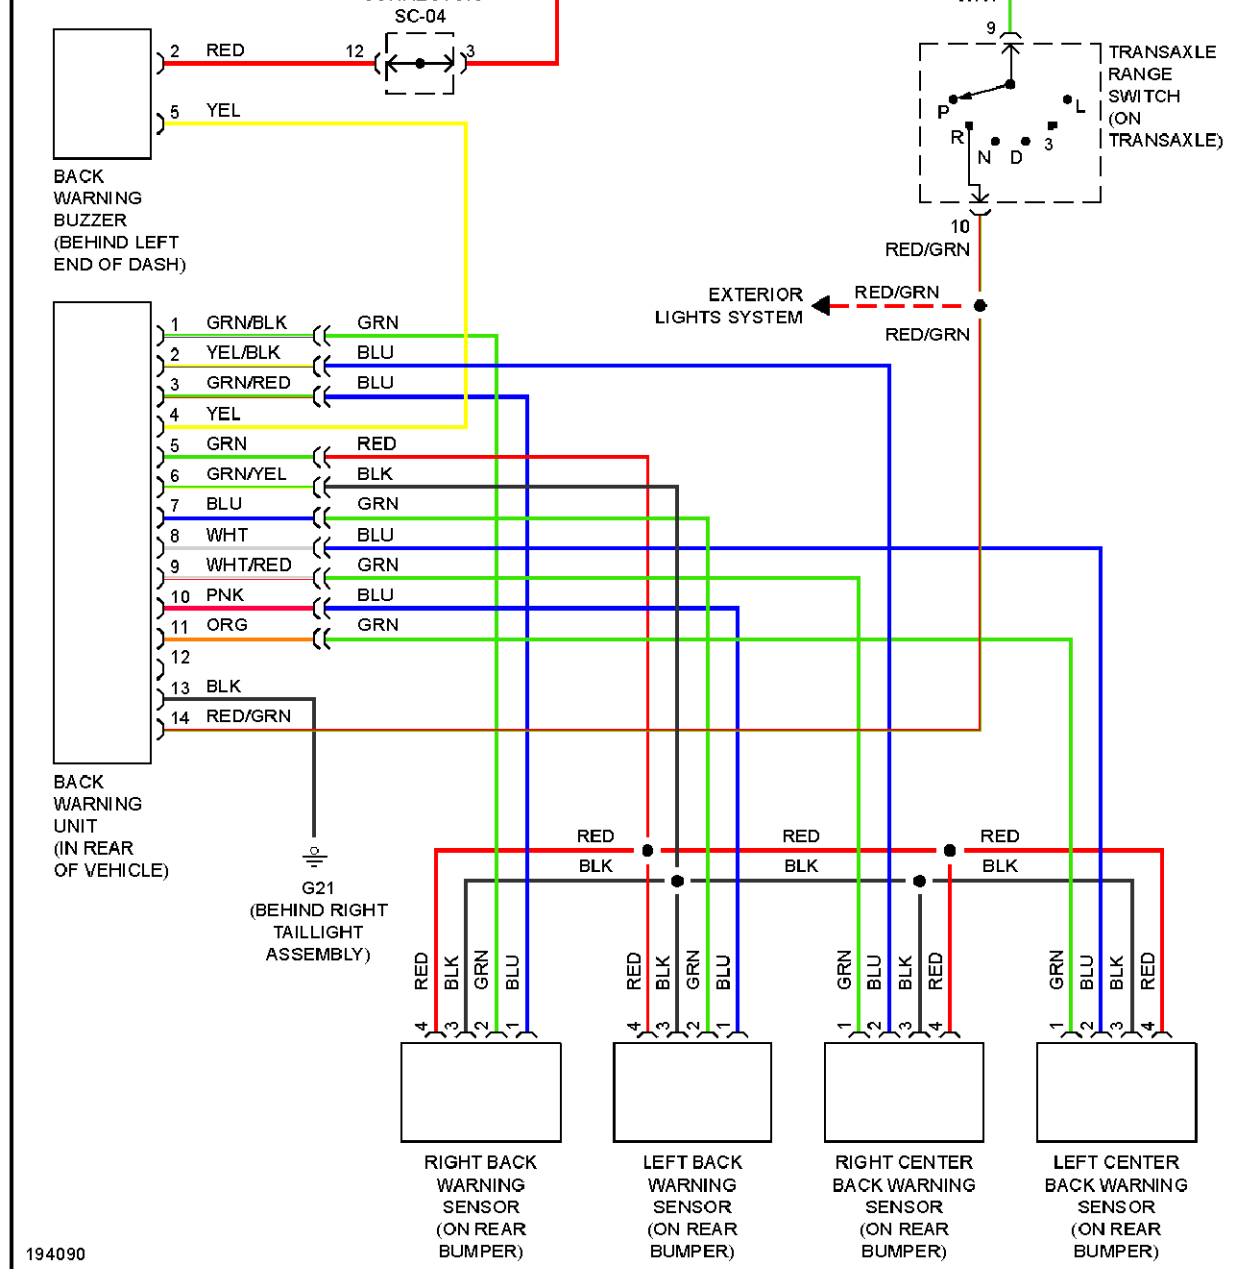 SC-04
9
2 RED 12 3
5 YEL
BACK
WARNING
BUZZER
(BEHIND LEFT
END OF DASH)
TRANSAXLE
RANGE
SWITCH
(ON
TRANSAXLE)
P
R
N
D
3
L
10
RED/GRN
EXTERIOR
LIGHTS SYSTEM
RED/GRN
RED/GRN
1 GRN/BLK GRN
2 YEL/BLK BLU
3 GRN/RED BLU
4 YEL
5 GRN RED
6 GRN/YEL BLK
7 BLU GRN
8 WHT BLU
9 WHT/RED GRN
10 PNK BLU
11 ORG GRN
12
13 BLK
14 RED/GRN
BACK
WARNING
UNIT
(IN REAR
OF VEHICLE)
G21
(BEHIND RIGHT
TAILLIGHT
ASSEMBLY)
RED RED RED
BLK BLK BLK
RED BLK GRN BLU
4 3 2 1
RED BLK GRN BLU
4 3 2 1
GRN BLU BLK RED
1 2 3 4
GRN BLU BLK RED
1 2 3 4
RIGHT BACK
WARNING
SENSOR
(ON REAR
BUMPER)
LEFT BACK
WARNING
SENSOR
(ON REAR
BUMPER)
RIGHT CENTER
BACK WARNING
SENSOR
(ON REAR
BUMPER)
LEFT CENTER
BACK WARNING
SENSOR
(ON REAR
BUMPER)
194090